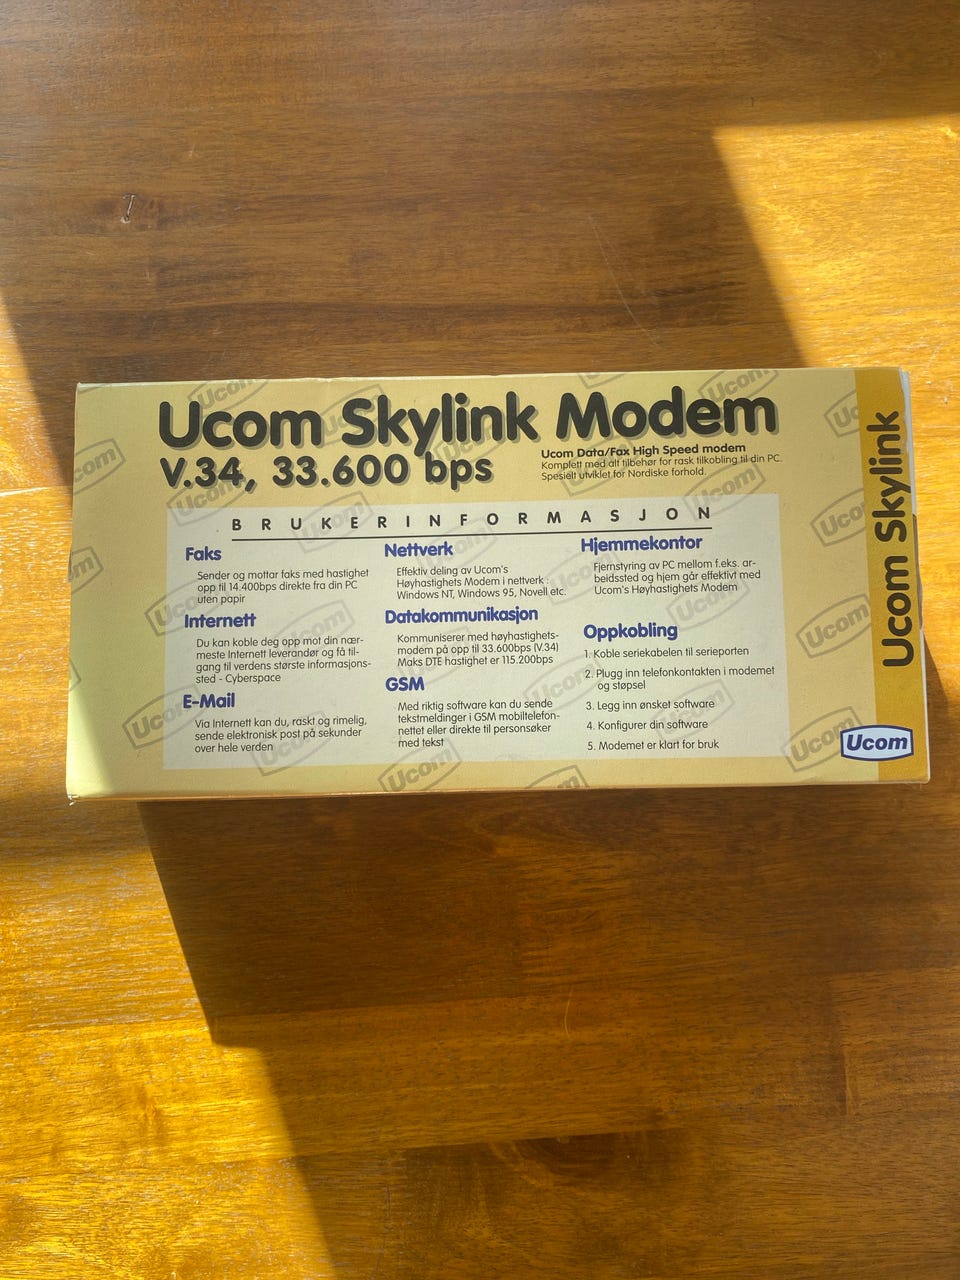 Ucom Skylink Modem
V.34, 33.600 bps
Ucom Data/Fax High Speed modem
Komplett med alt tilbehør for rask tilkobling til din PC.
Spesielt utviklet for Nordiske forhold.
BRUKERINFORMASJON
Faks
Sender og mottar faks med hastighet
opp til 14.400bps direkte fra din PC
uten papir
Internett
Du kan koble deg opp mot din nær-
meste Internett leverandør og få til-
gang til verdens største informasjons-
sted - Cyberspace
E-Mail
Via Internett kan du, raskt og rimelig,
sende elektronisk post på sekunder
over hele verden
Nettverk
Effektiv deling av Ucom's
Høyhastighets Modem i nettverk :
Windows NT, Windows 95, Novell etc.
Datakommunikasjon
Kommuniserer med høyhastighets-
modem på opp til 33.600bps (V.34)
Maks DTE hastighet er 115.200bps
GSM
Med riktig software kan du sende
tekstmeldinger i GSM mobiltelefon-
nettet eller direkte til personsøker
med tekst
Hjemmekontor
Fjernstyring av PC mellom f.eks. ar-
beidssted og hjem går effektivt med
Ucom's Høyhastighets Modem
Oppkobling
1. Koble seriekabelen til serieporten
2. Plugg inn telefonkontakten i modemet
og støpsel
3. Legg inn ønsket software
4. Konfigurer din software
5. Modemet er klart for bruk
Ucom Skylink
Ucom